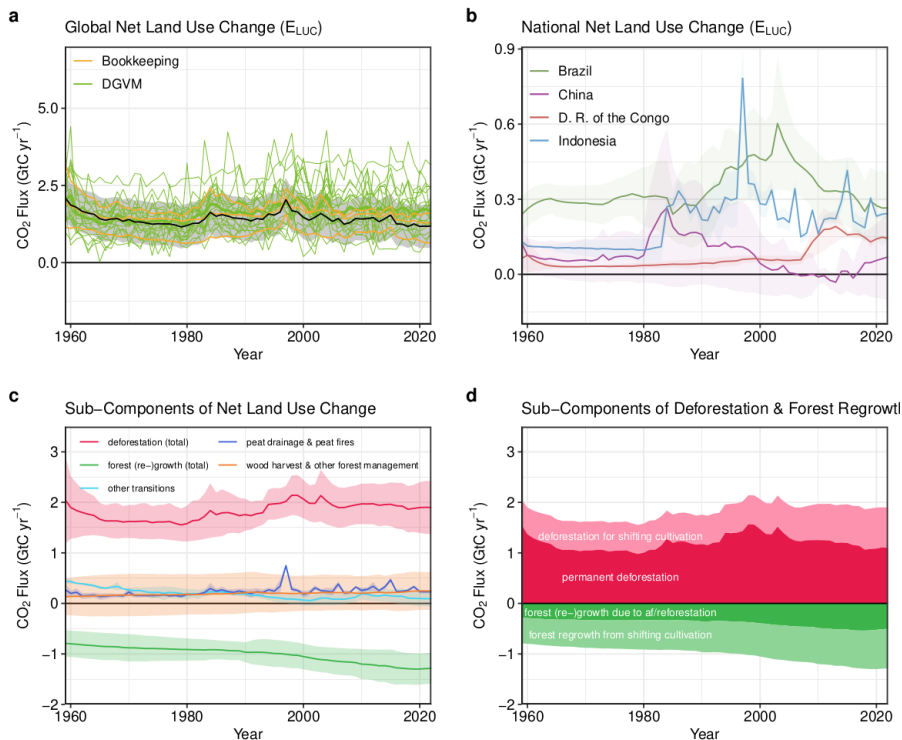 a
Global Net Land Use Change (E_LUC)
Bookkeeping
DGVM
CO₂ Flux (GtC yr⁻¹)
5.0
2.5
0.0
1960
1980
2000
2020
Year
b
National Net Land Use Change (E_LUC)
Brazil
China
D. R. of the Congo
Indonesia
CO₂ Flux (GtC yr⁻¹)
0.9
0.6
0.3
0.0
1960
1980
2000
2020
Year
c
Sub−Components of Net Land Use Change
deforestation (total)
peat drainage & peat fires
forest (re−)growth (total)
wood harvest & other forest management
other transitions
CO₂ Flux (GtC yr⁻¹)
3
2
1
0
−1
−2
1960
1980
2000
2020
Year
d
Sub−Components of Deforestation & Forest Regrowth
deforestation for shifting cultivation
permanent deforestation
forest (re−)growth due to af/reforestation
forest regrowth from shifting cultivation
CO₂ Flux (GtC yr⁻¹)
3
2
1
0
−1
−2
1960
1980
2000
2020
Year